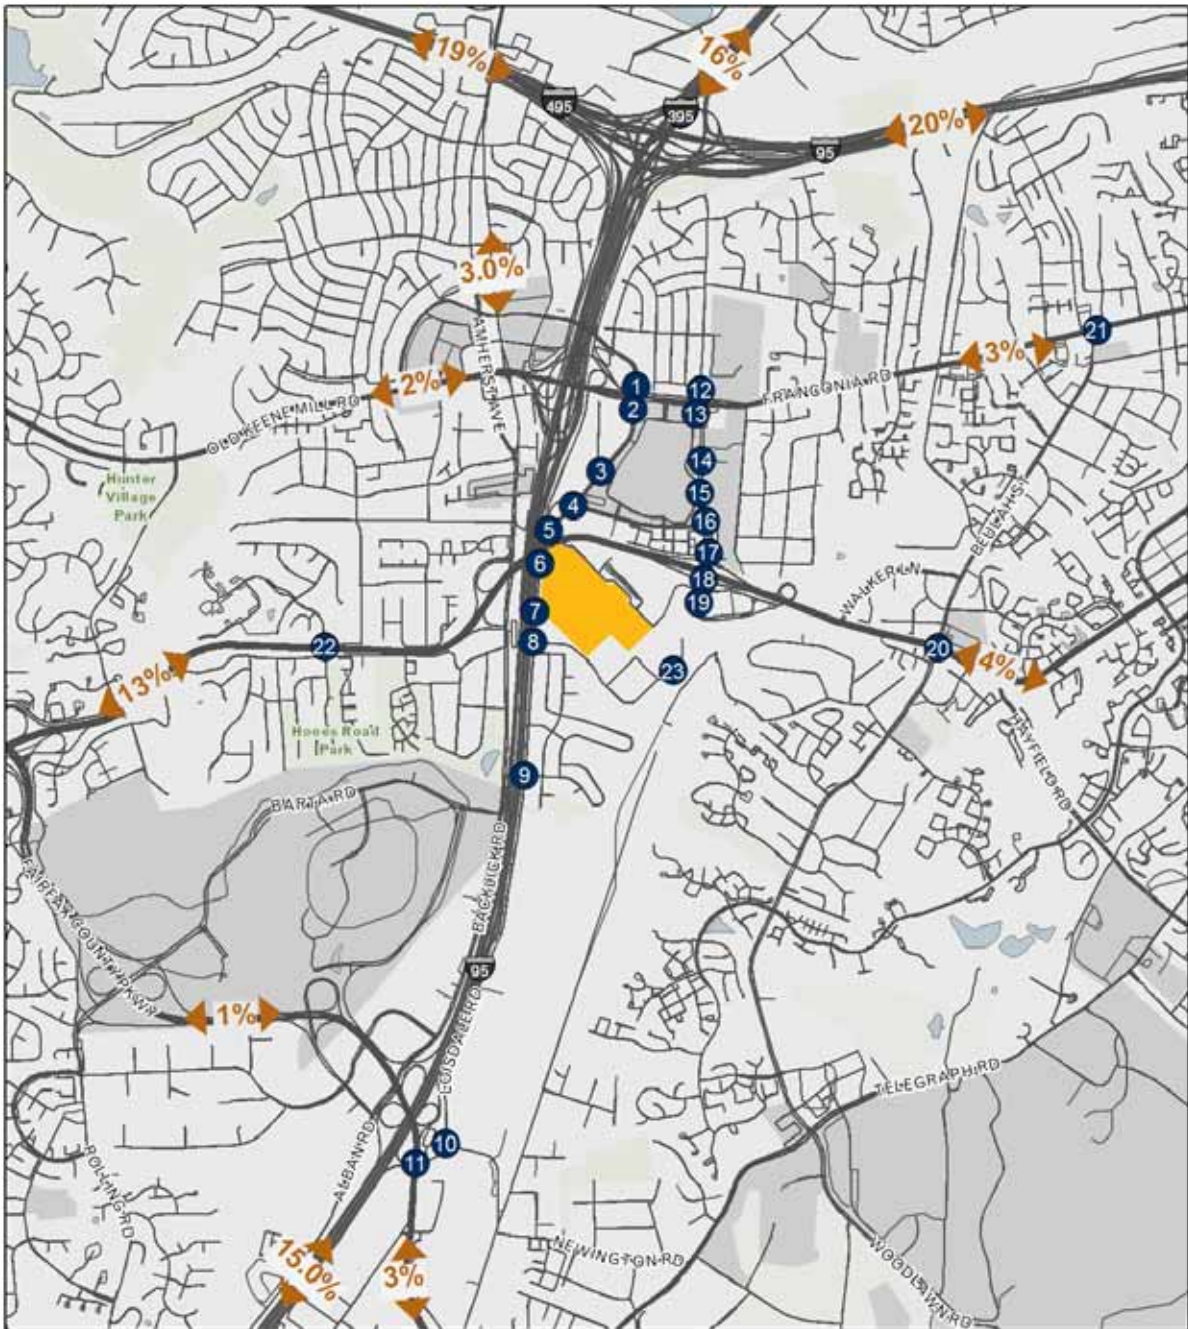 19%
16%
495
395
20%
95
3.0%
AMHERST AVE
21
3%
2%
1
12
FRANCONIA RD
2
13
OLD KEENE MILL RD
14
3
Hunter
Village
Park
15
4
16
5
BEULAH ST
17
6
18
WALKER LN
19
7
8
22
20
4%
23
13%
HAYFIELD RD
Hooes Road
Park
9
BARTA RD
BACKLICK RD
FAIRFAX COUNTY PKWY
95
1%
LOISDALE RD
TELEGRAPH RD
10
ALBAN RD
11
ROLLING RD
NEWINGTON RD
WOODLAWN RD
15.0%
3%